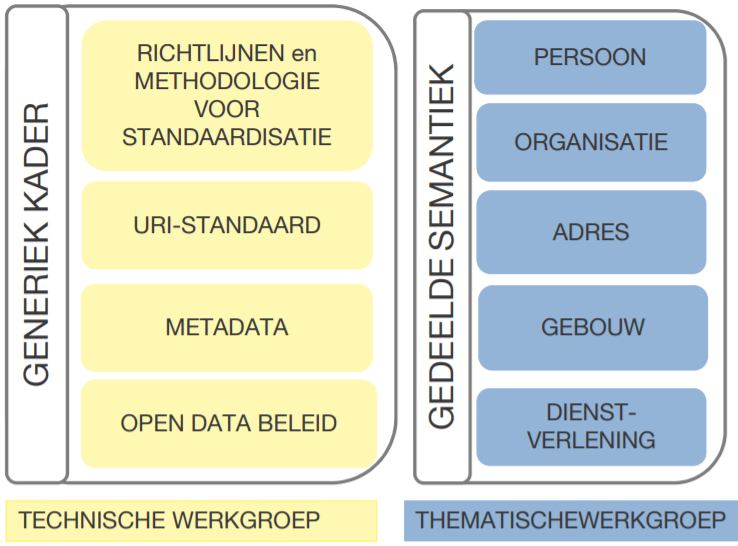 GENERIEK KADER
RICHTLIJNEN en
METHODOLOGIE
VOOR
STANDAARDISATIE
URI-STANDAARD
METADATA
OPEN DATA BELEID
TECHNISCHE WERKGROEP
GEDEELDE SEMANTIEK
PERSOON
ORGANISATIE
ADRES
GEBOUW
DIENST-
VERLENING
THEMATISCHEWERKGROEP